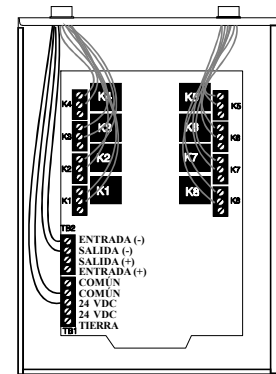 K4
K4
K5
K5
K3
K3
K6
K6
K2
K2
K7
K7
K1
K1
K8
K8
TB2
ENTRADA (-)
SALIDA (-)
SALIDA (+)
ENTRADA (+)
COMÚN
COMÚN
24 VDC
24 VDC
TIERRA
TB1